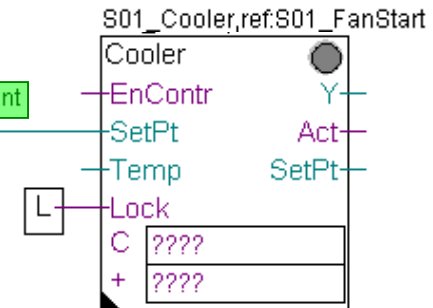 S01_Cooler,ref:S01_FanStart
Cooler
nt EnContr Y
SetPt Act
Temp SetPt
L Lock
C ????
+ ????